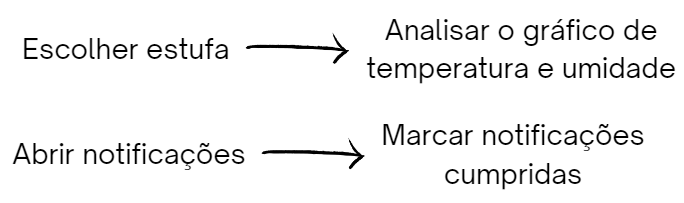 Escolher estufa
Analisar o gráfico de
temperatura e umidade
Abrir notificações
Marcar notificações
cumpridas